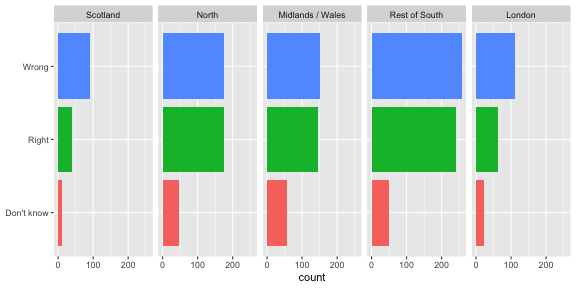 Scotland North Midlands / Wales Rest of South London
Wrong
Right
Don't know
0 100 200 0 100 200 0 100 200 0 100 200 0 100 200
count